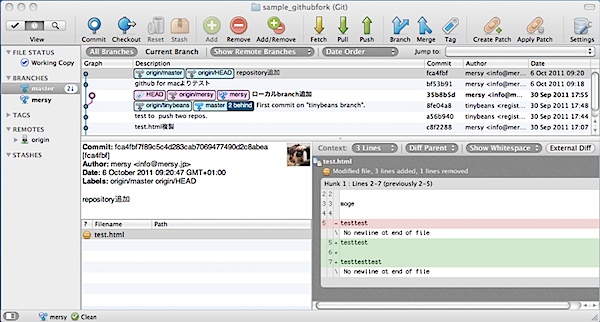 sample_githubfork (Git)
View Commit Checkout Reset Stash Add Remove Add/Remove Fetch Pull Push Branch Merge Tag Create Patch Apply Patch Settings
FILE STATUS
Working Copy
BRANCHES
master 2↓
mersy
TAGS
REMOTES
origin
STASHES
All Branches Current Branch Show Remote Branches Date Order Jump to:
Graph Description Commit Author Date
origin/master origin/HEAD repository追加 fca4fbf mersy <info@mer... 6 Oct 2011 09:20
github for macよりテスト bf53b91 mersy <info@mer... 6 Oct 2011 08:35
HEAD origin/mersy mersy ローカルbranch追加 35b8b5d mersy <info@me... 30 Sep 2011 17:55
origin/tinybeans master 2 behind First commit on "tinybeans branch". 8fe04a8 tinybeans <regist... 30 Sep 2011 17:48
test to push two repos. a56b940 tinybeans <regist... 30 Sep 2011 17:44
test.html複製 c8f2288 mersy <info@mer... 30 Sep 2011 17:07
Commit: fca4fbf7f89c5c4d283cab7069477490d2c8abea
[fca4fbf]
Author: mersy <info@mersy.jp>
Date: 6 October 2011 09:20:47 GMT+01:00
Labels: origin/master origin/HEAD
repository追加
? Filename Path
test.html
Context: 3 Lines Diff Parent Show Whitespace External Diff
test.html
Modified file, 3 lines added, 1 lines removed
Hunk 1 : Lines 2-7 (previously 2-5)
2 2
3 3 moge
4 4
5 - testtest
\ No newline at end of file
5 + testtest
6 +
7 + testtesttest
\ No newline at end of file
mersy Clean